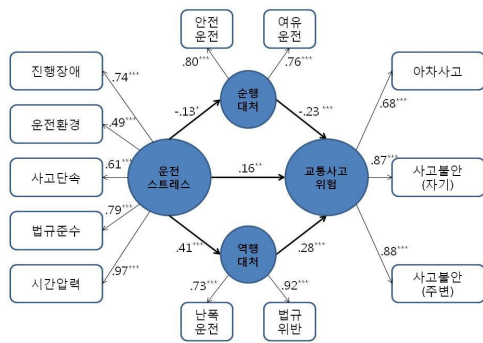 안전
운전
여유
운전
진행장애
.80***
.76***
아차사고
.74***
순행
대처
.68***
운전환경
.49***
-.13*
-.23 ***
사고단속
.61***
운전
스트레스
.16**
교통사고
위험
.87***
사고불안
(자기)
법규준수
.79***
.41***
역행
대처
.28***
.88***
시간압력
.97***
.73***
.92***
사고불안
(주변)
난폭
운전
법규
위반